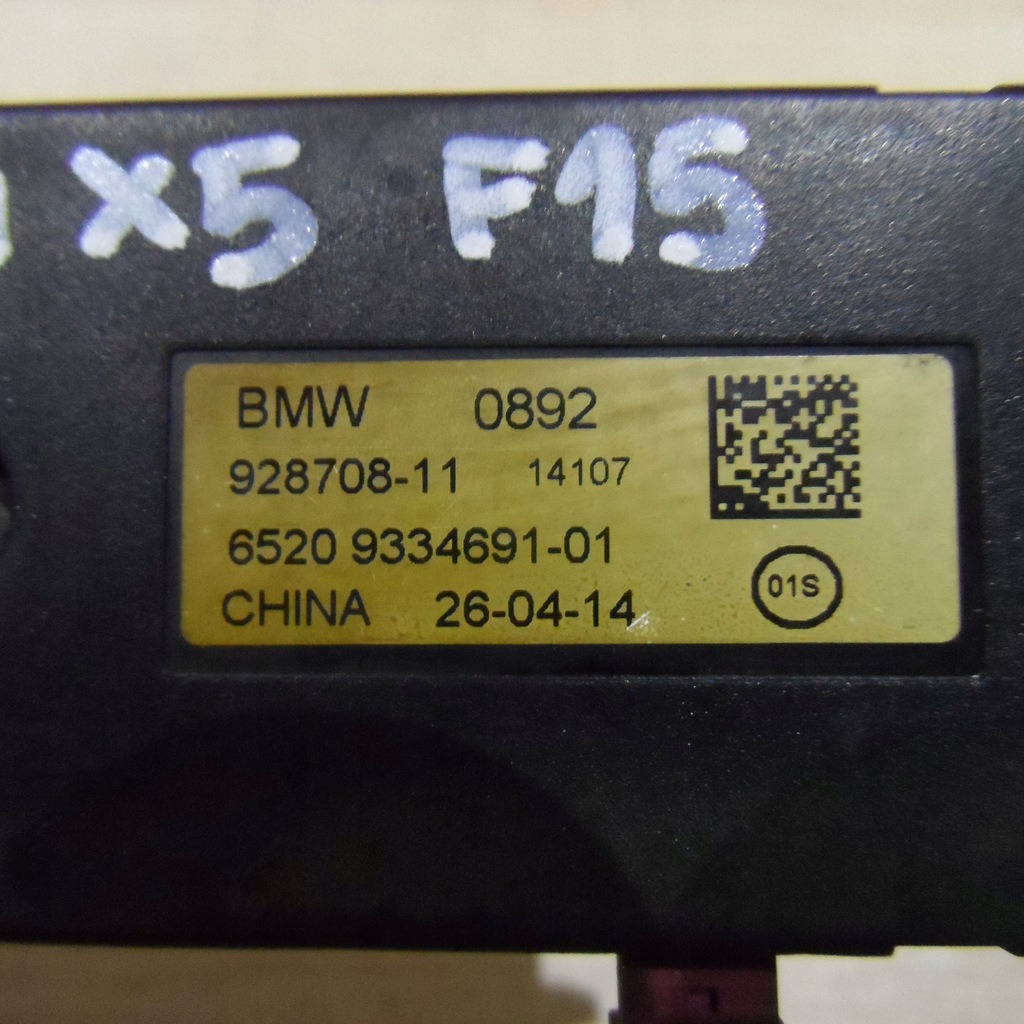 X5 F15
BMW 0892
928708-11 14107
6520 9334691-01
01S
CHINA 26-04-14